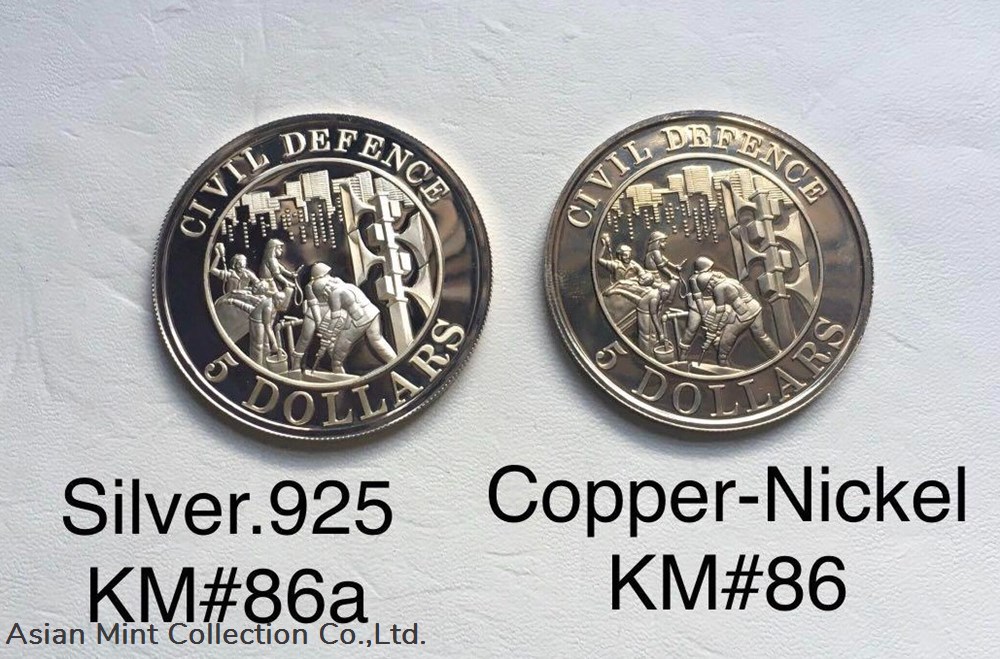 CIVIL DEFENCE
5 DOLLARS
CIVIL DEFENCE
5 DOLLARS
Silver.925
KM#86a
Copper-Nickel
KM#86
Asian Mint Collection Co.,Ltd.